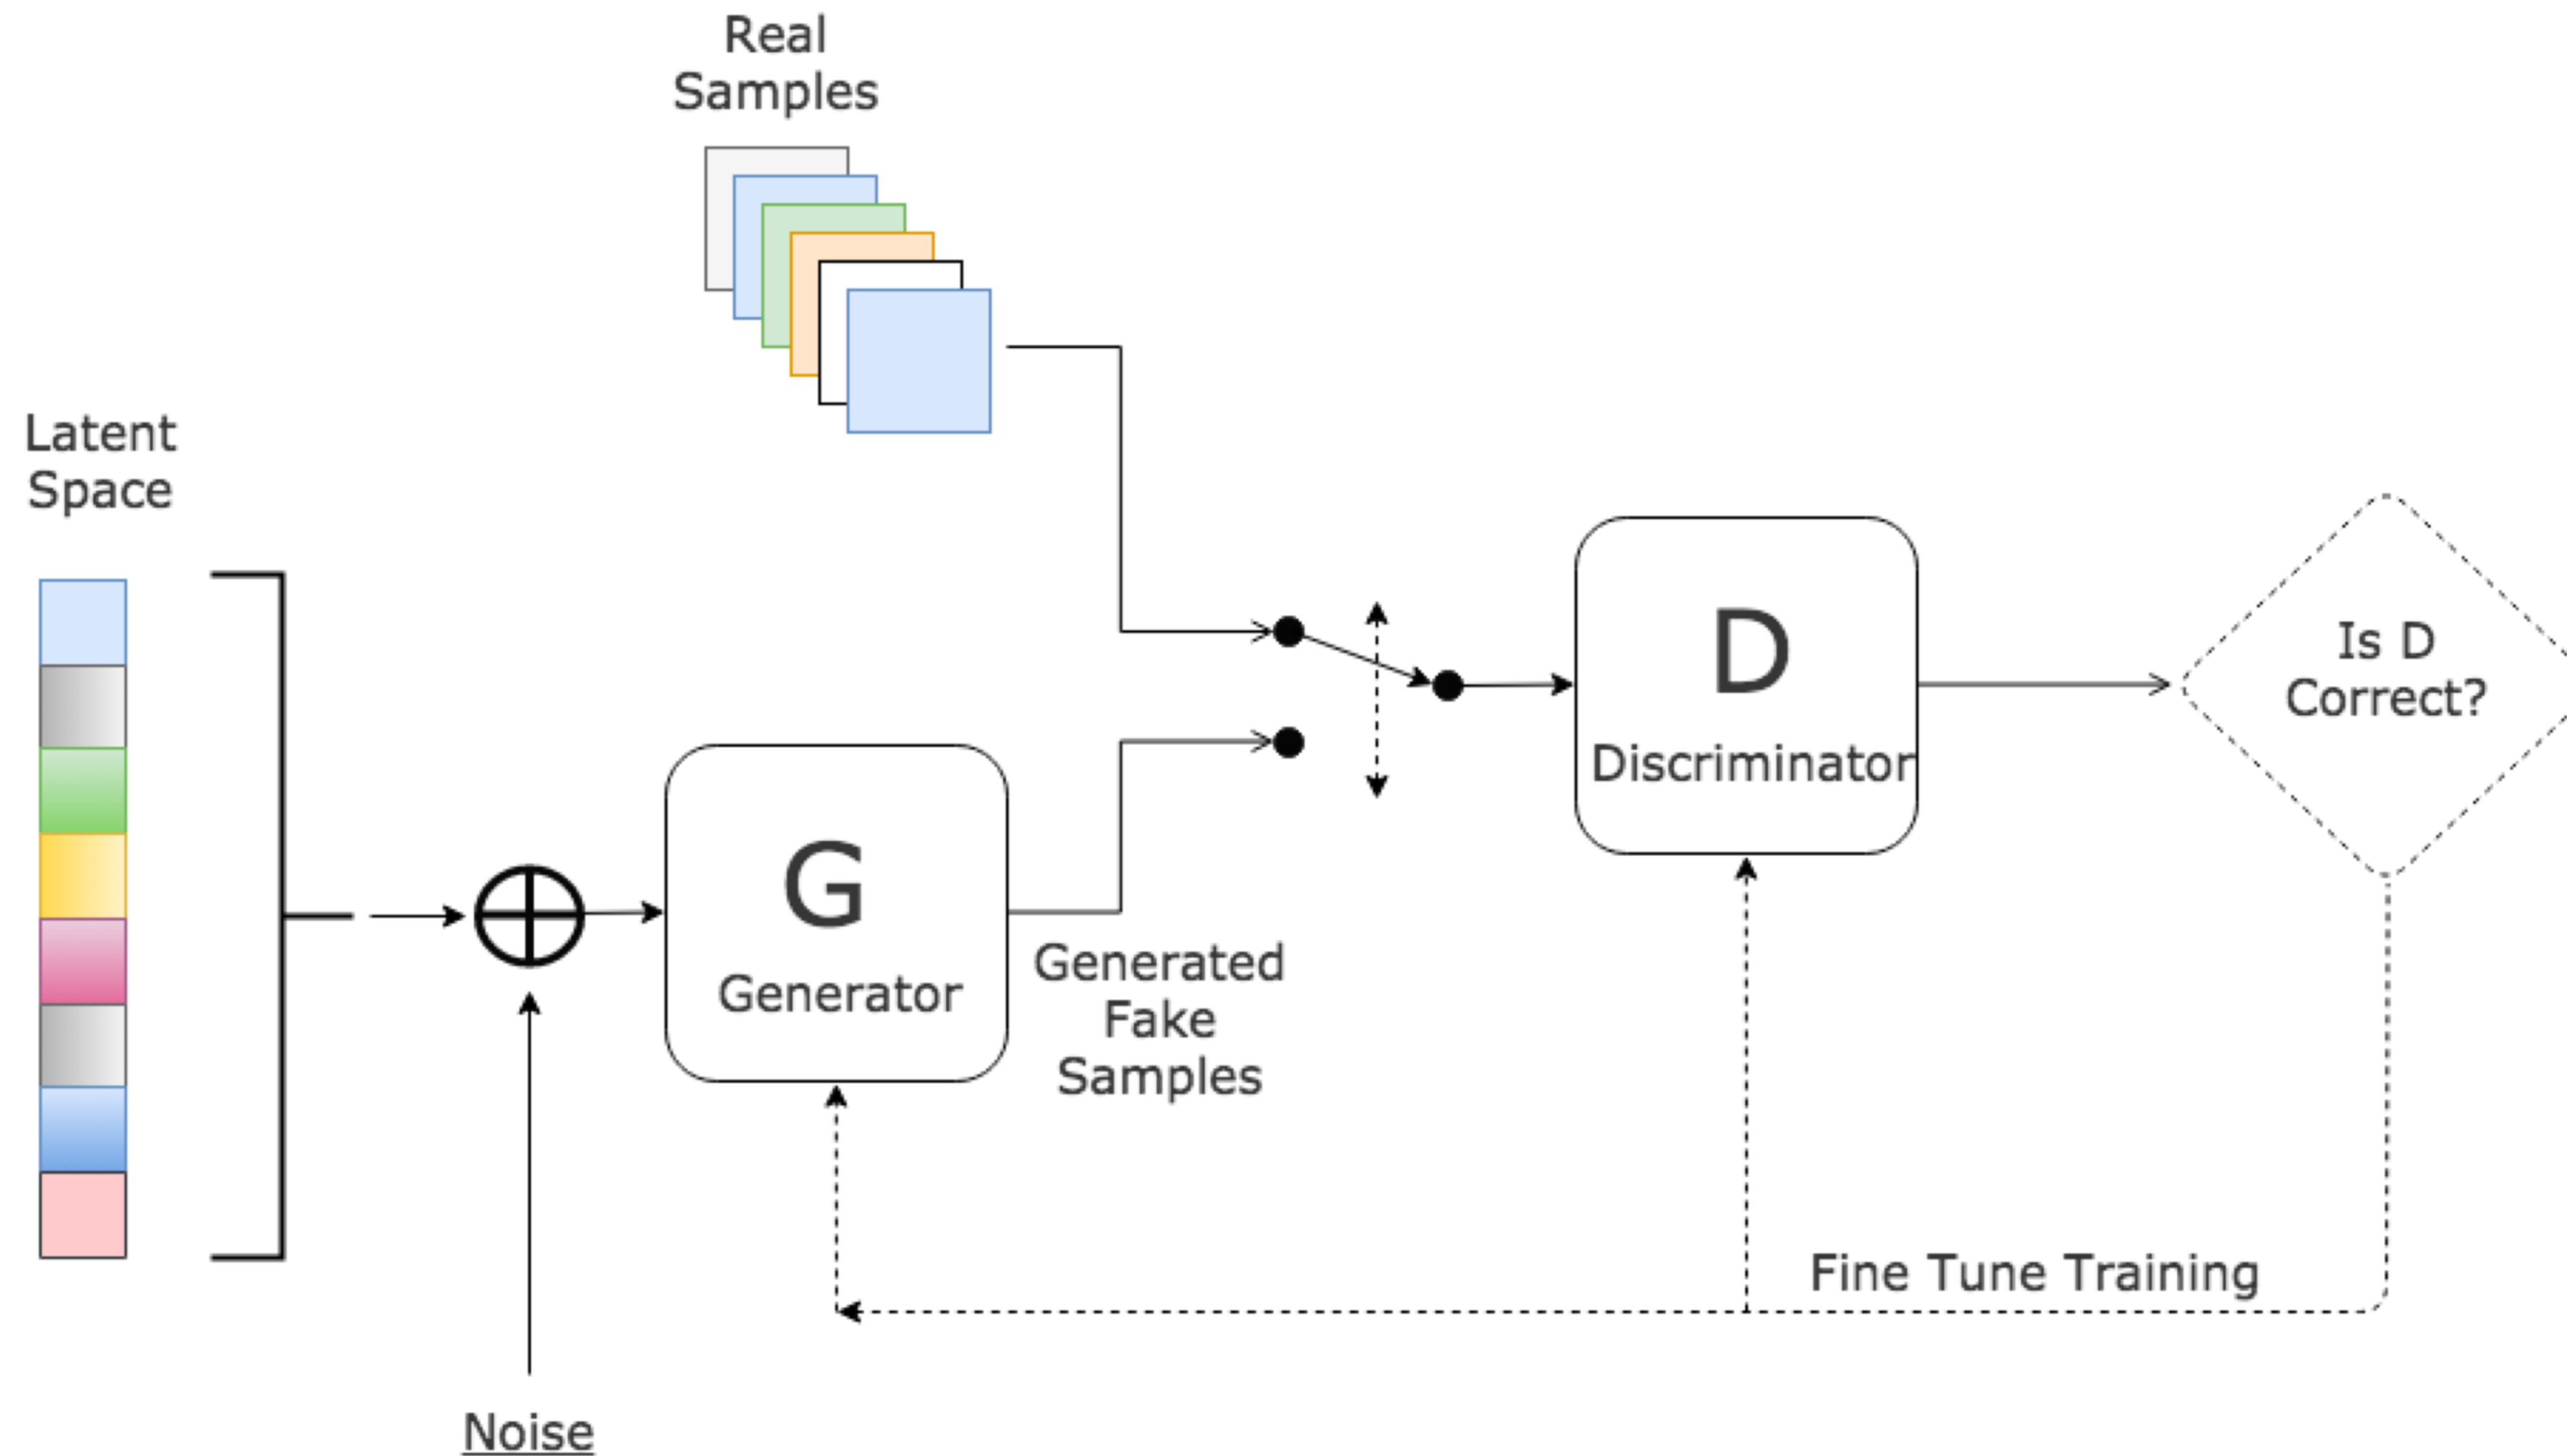 Real
Samples
Latent
Space
Is D
Correct?
D
Discriminator
G
Generator
Generated
Fake
Samples
Fine Tune Training
Noise